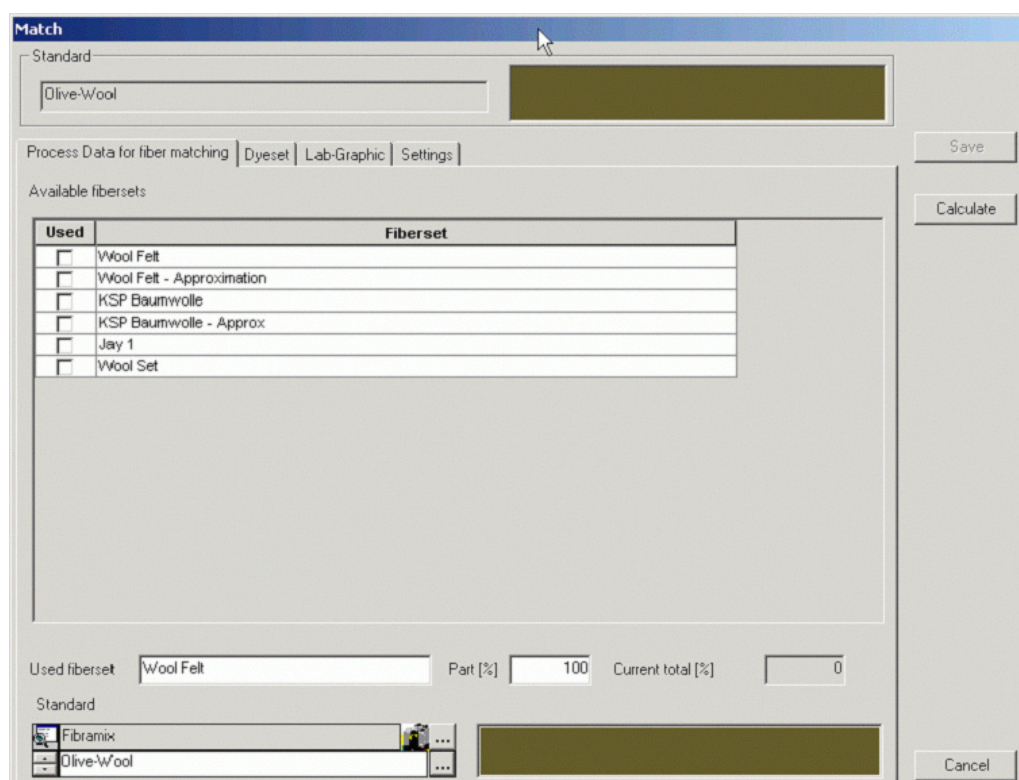 Match
Standard
Olive-Wool
Process Data for fiber matching Dyeset Lab-Graphic Settings
Save
Available fibersets
Calculate
Used Fiberset
Wool Felt
Wool Felt - Approximation
KSP Baumwolle
KSP Baumwolle - Approx
Jay 1
Wool Set
Used fiberset Wool Felt Part [%] 100 Current total [%] 0
Standard
Fibramix ...
Olive-Wool ...
Cancel